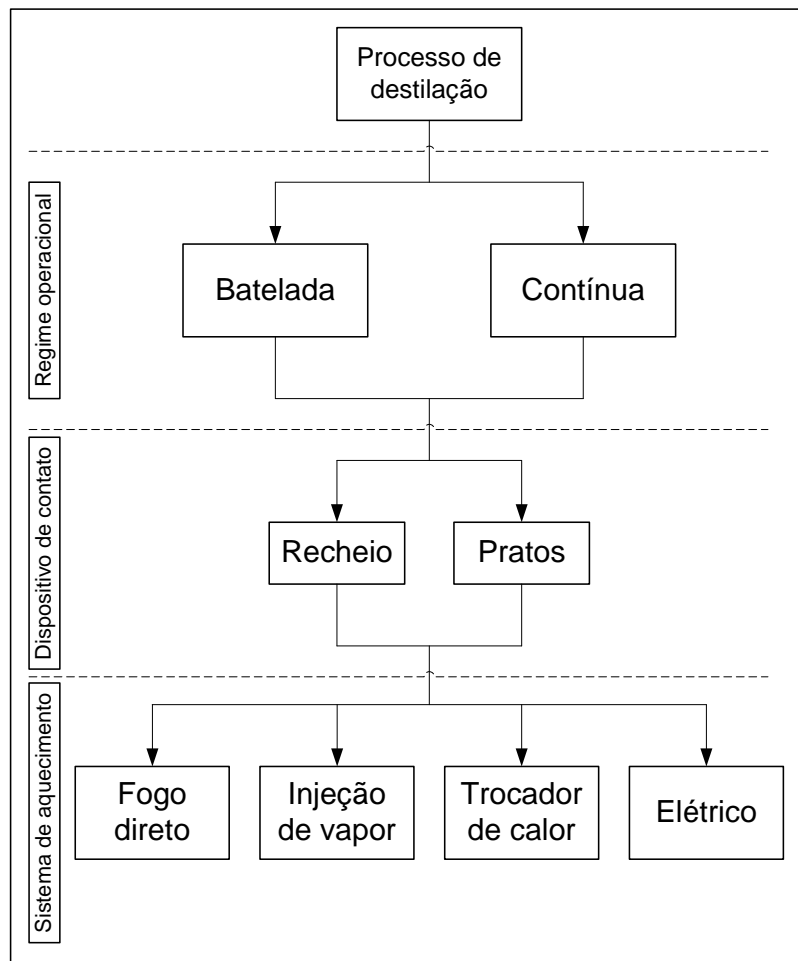 Processo de
destilação
Regime operacional
Batelada
Contínua
Dispositivo de contato
Recheio
Pratos
Sistema de aquecimento
Fogo
direto
Injeção
de vapor
Trocador
de calor
Elétrico